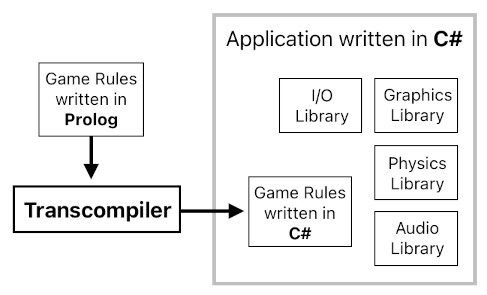 Application written in C#
Game Rules
written in
Prolog
I/O
Library
Graphics
Library
Physics
Library
Transcompiler
Game Rules
written in
C#
Audio
Library